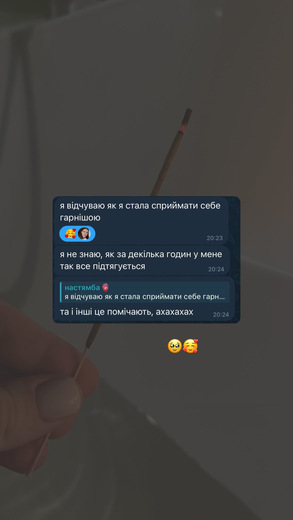 я відчуваю як я стала сприймати себе
гарнішою
20:23
я не знаю, як за декілька годин у мене
так все підтягується
20:24
настямба
я відчуваю як я стала сприймати себе гарн...
та і інші це помічають, ахахахах
20:24